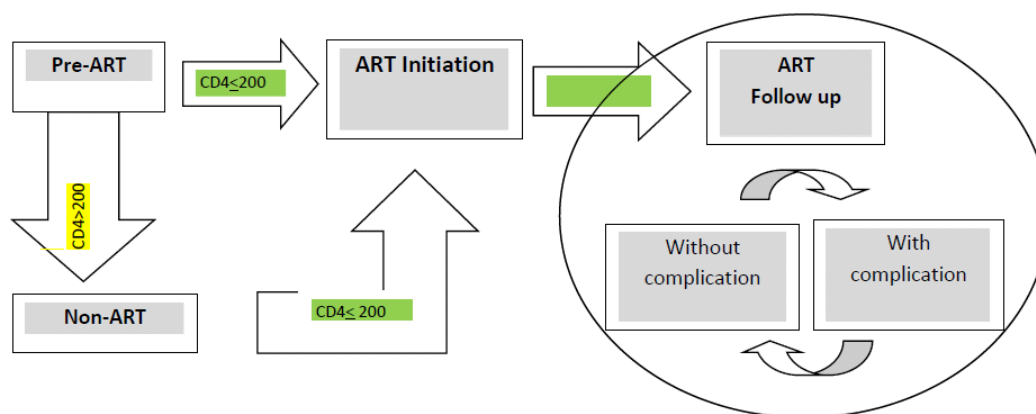 Pre-ART
CD4≤200
ART Initiation
ART
Follow up
CD4>200
Without
complication
With
complication
Non-ART
CD4≤ 200